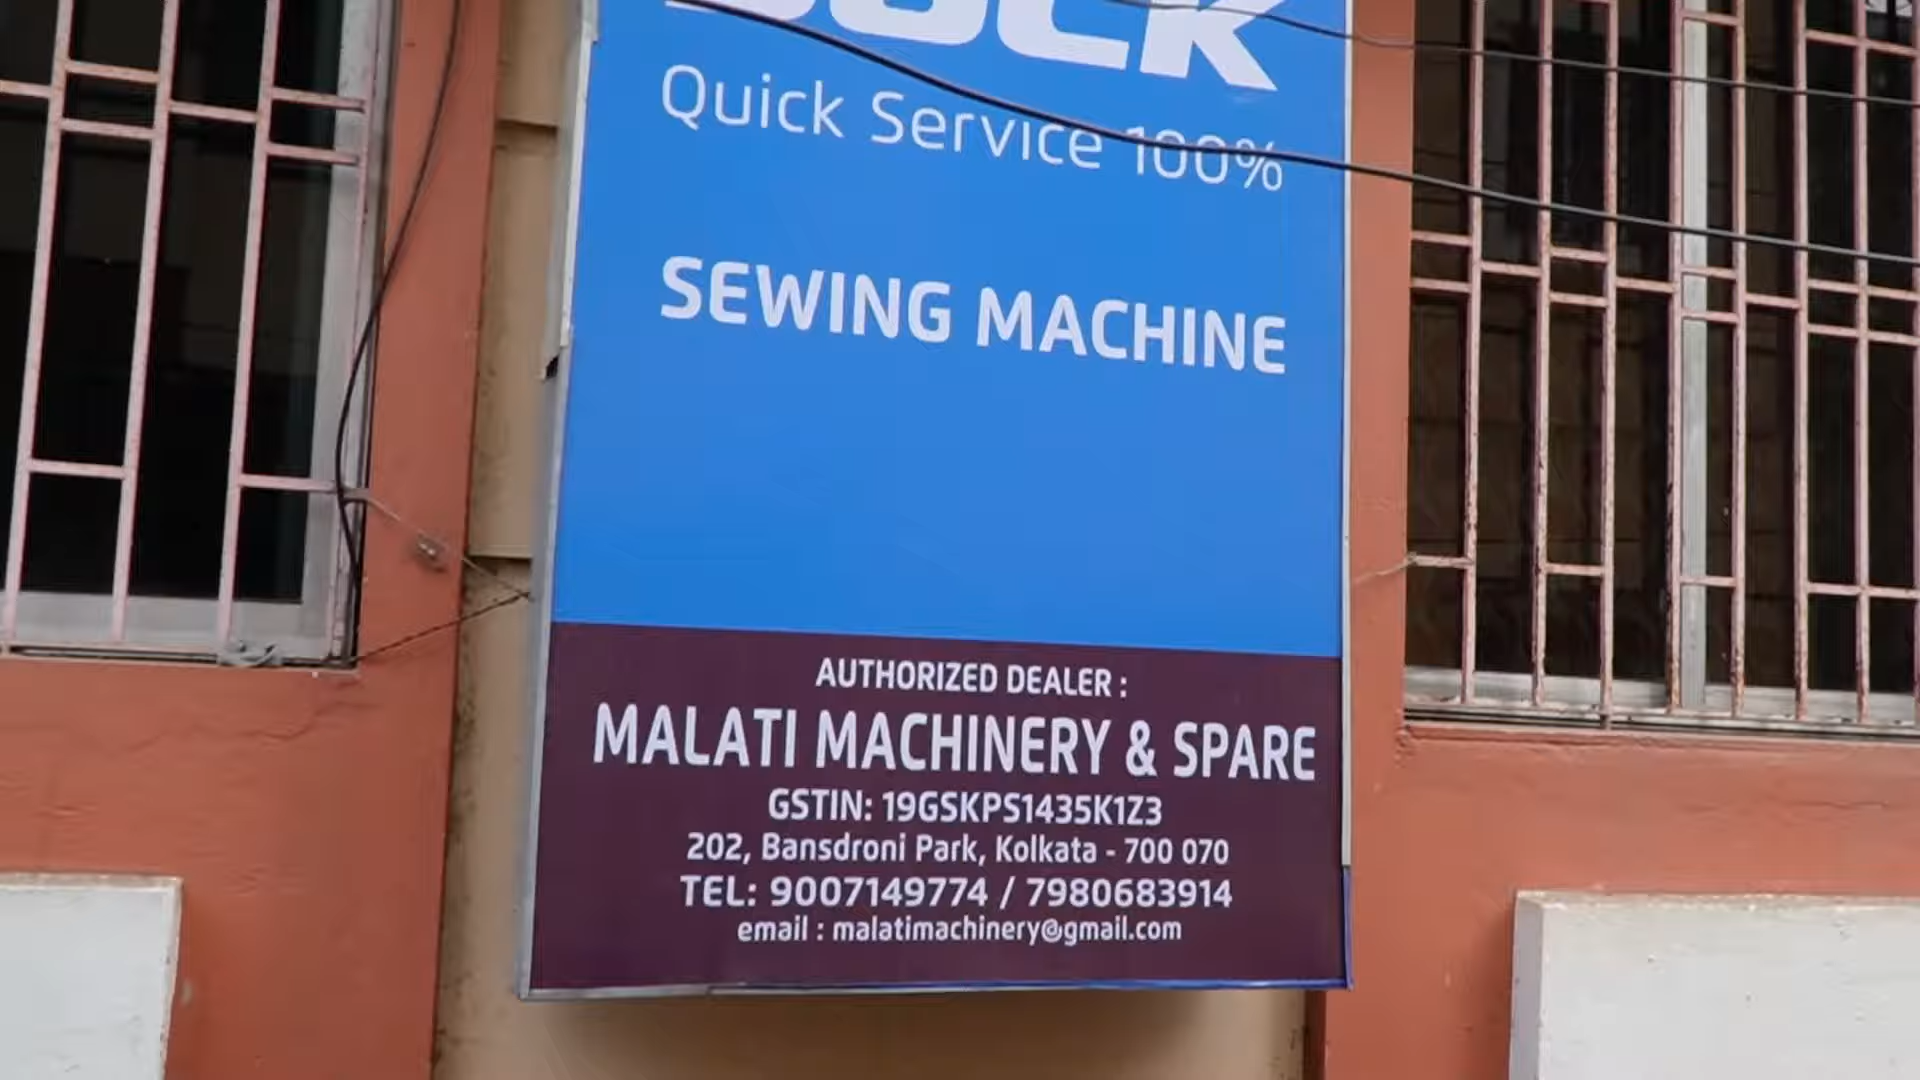 Quick Service 100%
SEWING MACHINE
AUTHORIZED DEALER :
MALATI MACHINERY & SPARE
GSTIN: 19GSKPS1435K1Z3
202, Bansdroni Park, Kolkata - 700 070
TEL: 9007149774 / 7980683914
email : malatimachinery@gmail.com